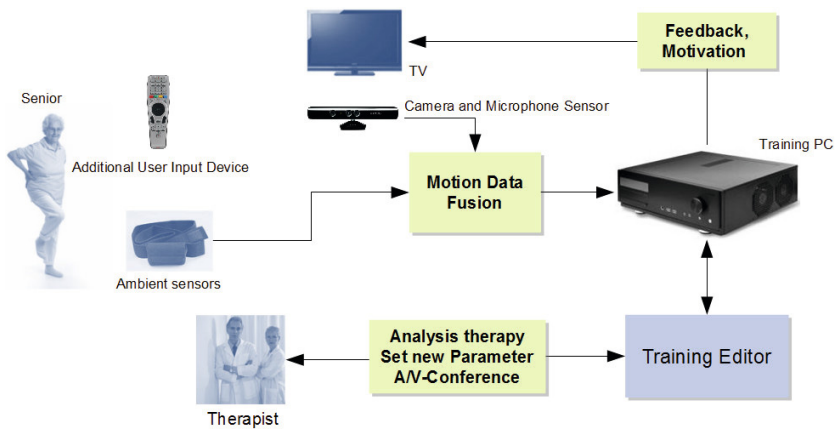 Feedback,
Motivation
TV
Senior
Camera and Microphone Sensor
Training PC
Additional User Input Device
Motion Data
Fusion
Ambient sensors
Analysis therapy
Set new Parameter
A/V-Conference
Training Editor
Therapist